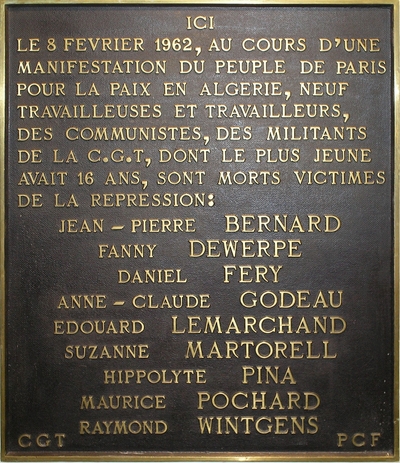 ICI
LE 8 FEVRIER 1962, AU COURS D'UNE
MANIFESTATION DU PEUPLE DE PARIS
POUR LA PAIX EN ALGERIE, NEUF
TRAVAILLEUSES ET TRAVAILLEURS,
DES COMMUNISTES, DES MILITANTS
DE LA C.G.T, DONT LE PLUS JEUNE
AVAIT 16 ANS, SONT MORTS VICTIMES
DE LA REPRESSION:
JEAN - PIERRE BERNARD
FANNY DEWERPE
DANIEL FERY
ANNE - CLAUDE GODEAU
EDOUARD LEMARCHAND
SUZANNE MARTORELL
HIPPOLYTE PINA
MAURICE POCHARD
RAYMOND WINTGENS
CGT PCF